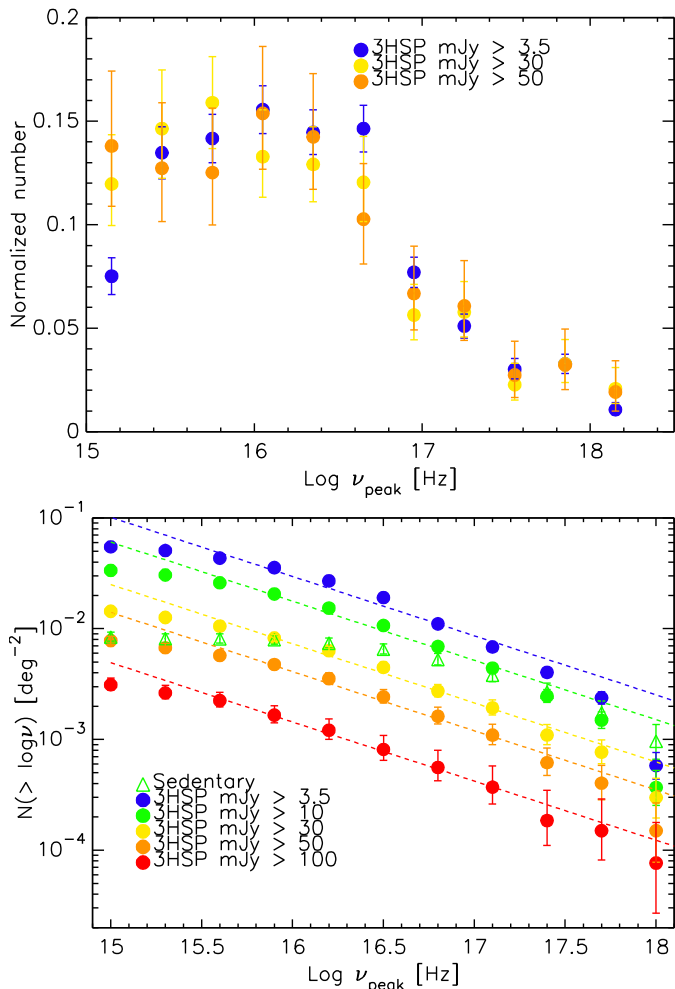 0.2
0.15
0.1
0.05
0
Normalized number
3HSP mJy > 3.5
3HSP mJy > 30
3HSP mJy > 50
15 16 17 18
Log νpeak [Hz]
10−1
10−2
10−3
10−4
N(> logν) [deg−2]
Sedentary
3HSP mJy > 3.5
3HSP mJy > 10
3HSP mJy > 30
3HSP mJy > 50
3HSP mJy > 100
15 15.5 16 16.5 17 17.5 18
Log νpeak [Hz]